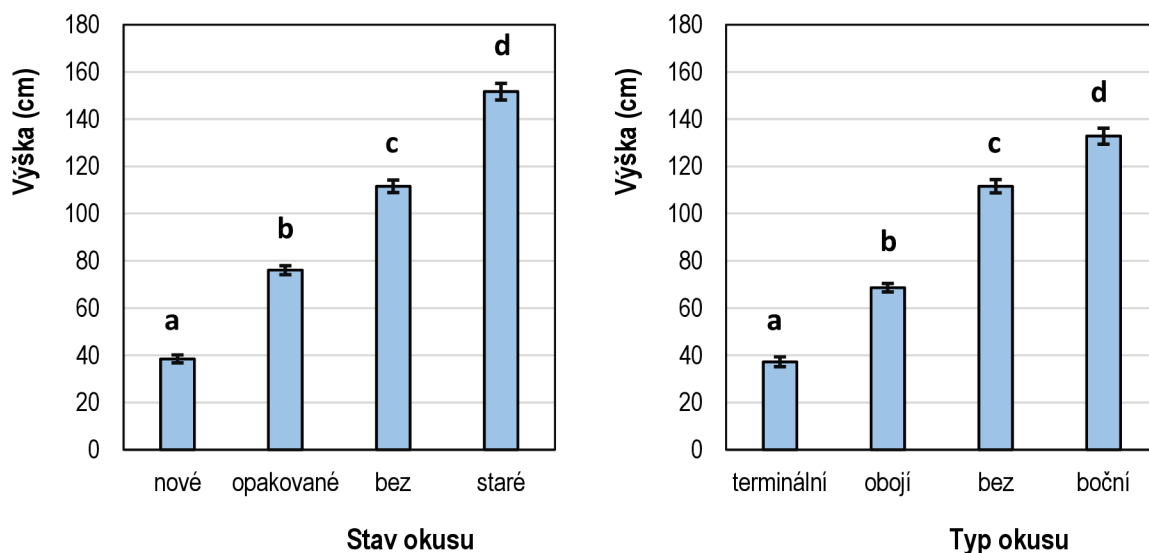 Výška (cm)
180
160
140
120
100
80
60
40
20
0
a
b
c
d
nové opakované bez staré
Stav okusu
Výška (cm)
180
160
140
120
100
80
60
40
20
0
a
b
c
d
terminální obojí bez boční
Typ okusu